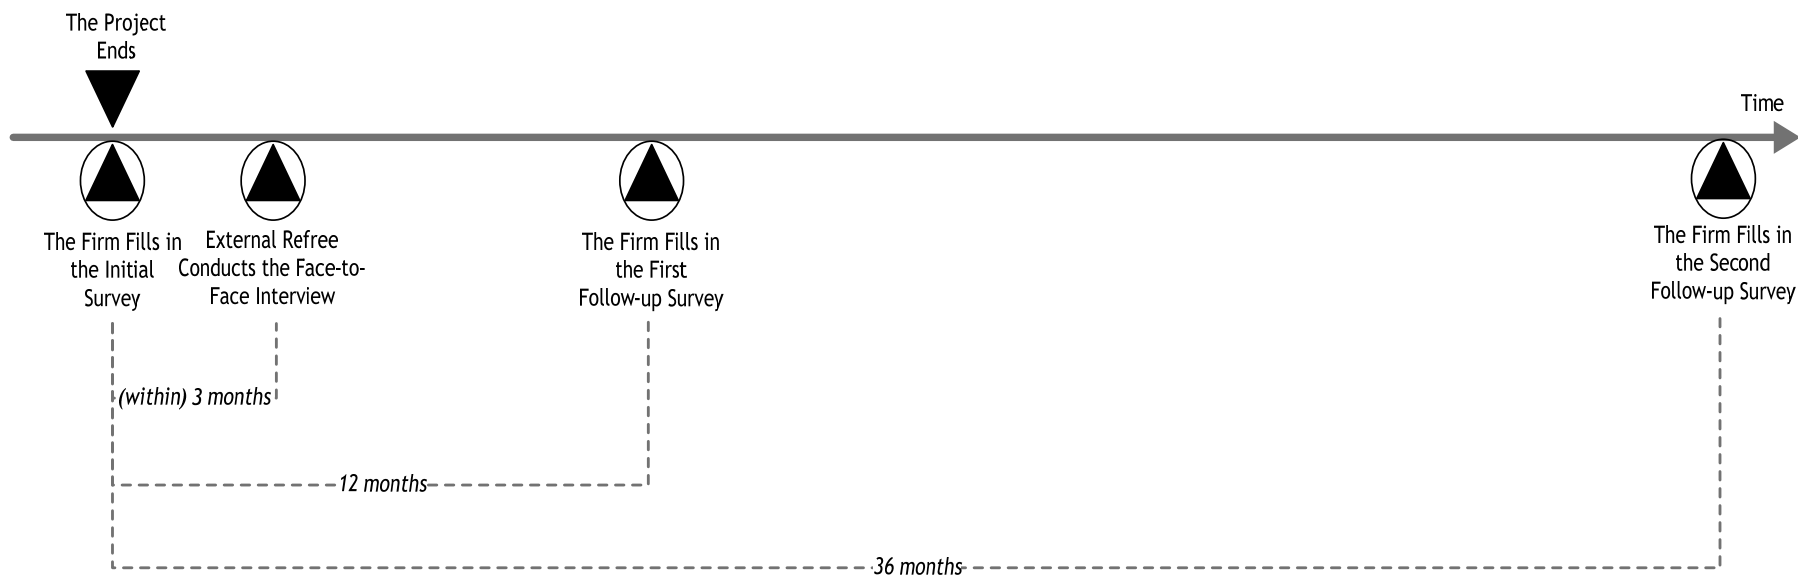 The Project
Ends
Time
The Firm Fills in
the Initial
Survey
External Refree
Conducts the Face-to-
Face Interview
The Firm Fills in
the First
Follow-up Survey
The Firm Fills in
the Second
Follow-up Survey
(within) 3 months
12 months
36 months